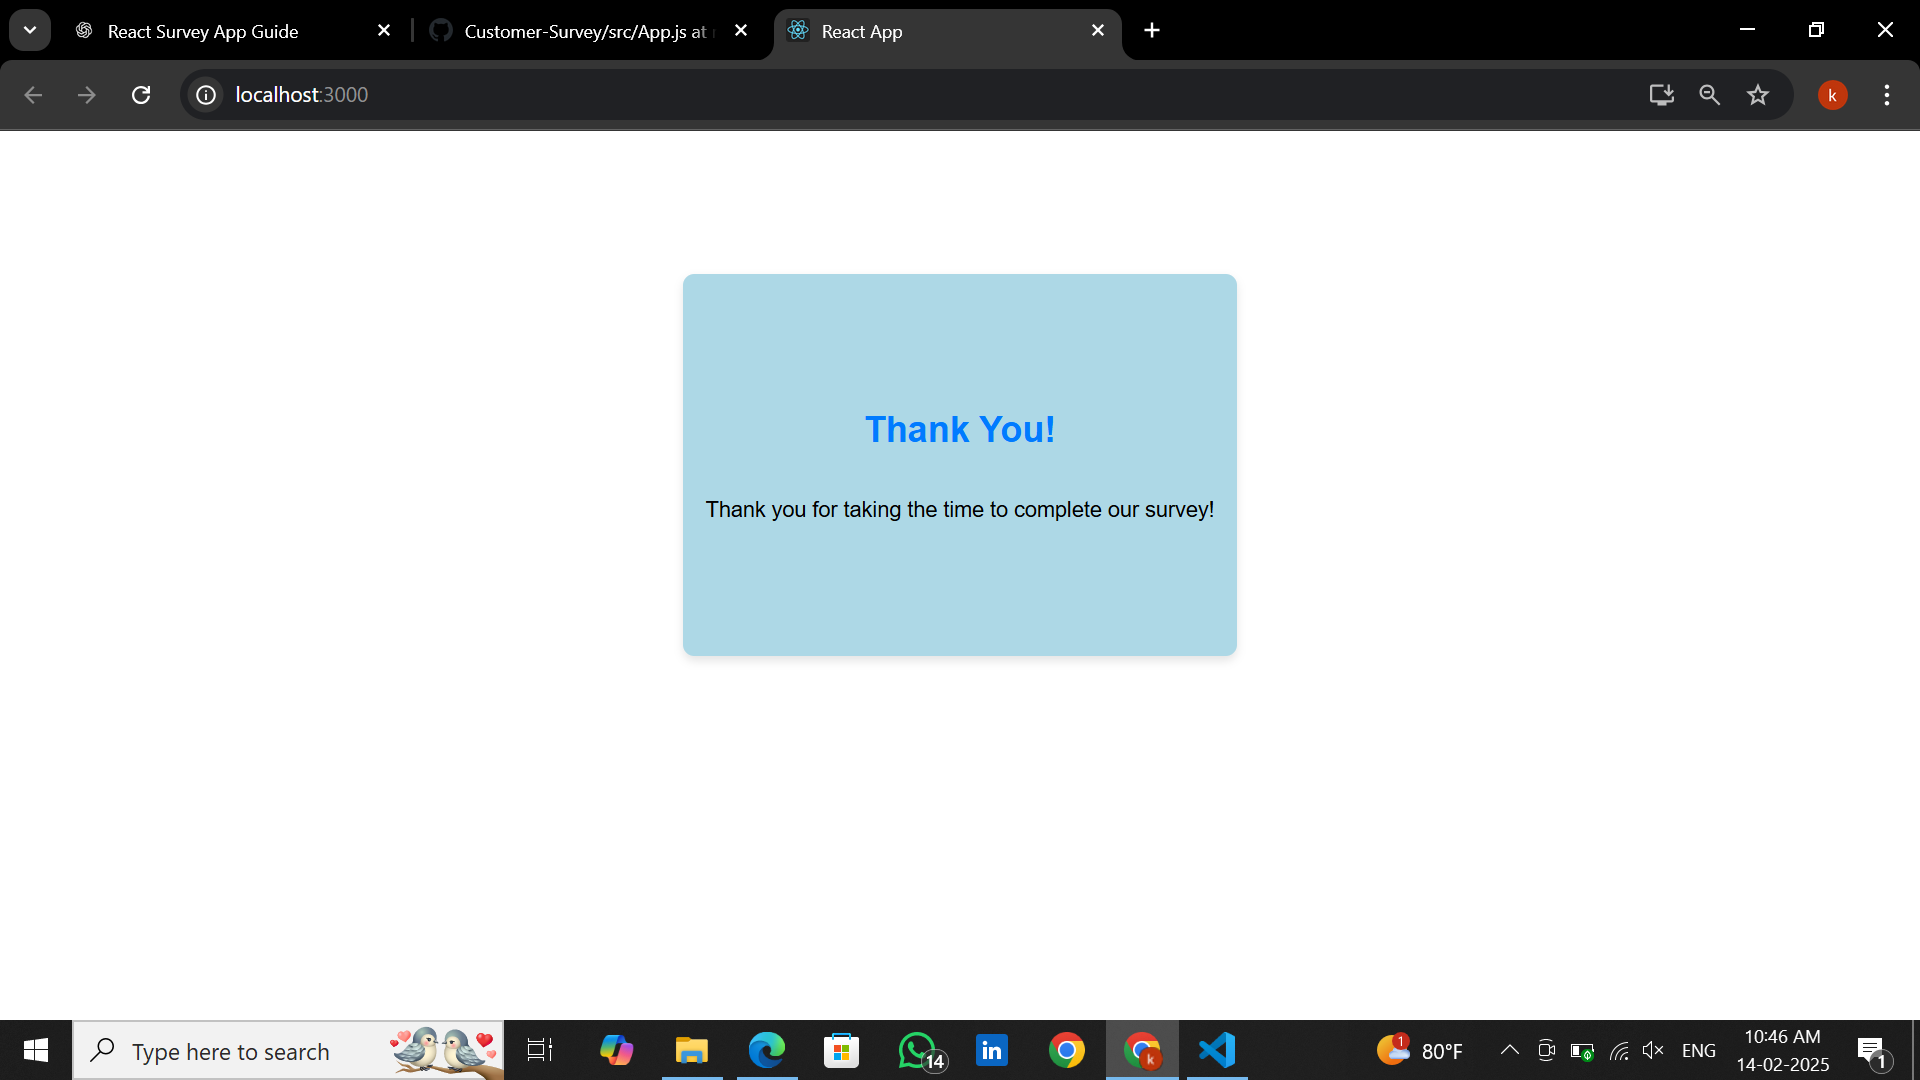 React Survey App Guide
Customer-Survey/src/App.js at
React App
localhost:3000
k
Thank You!
Thank you for taking the time to complete our survey!
Type here to search
14
in
k
1
80°F
ENG
10:46 AM
14-02-2025
1